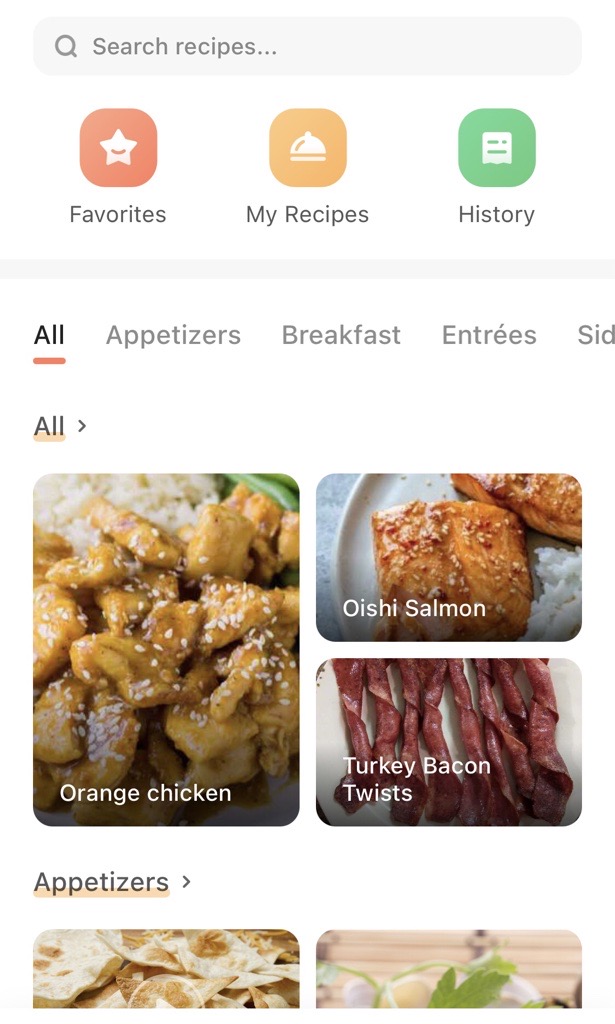 Search recipes...
Favorites
My Recipes
History
All
Appetizers
Breakfast
Entrées
Sid
All
Orange chicken
Oishi Salmon
Turkey Bacon
Twists
Appetizers